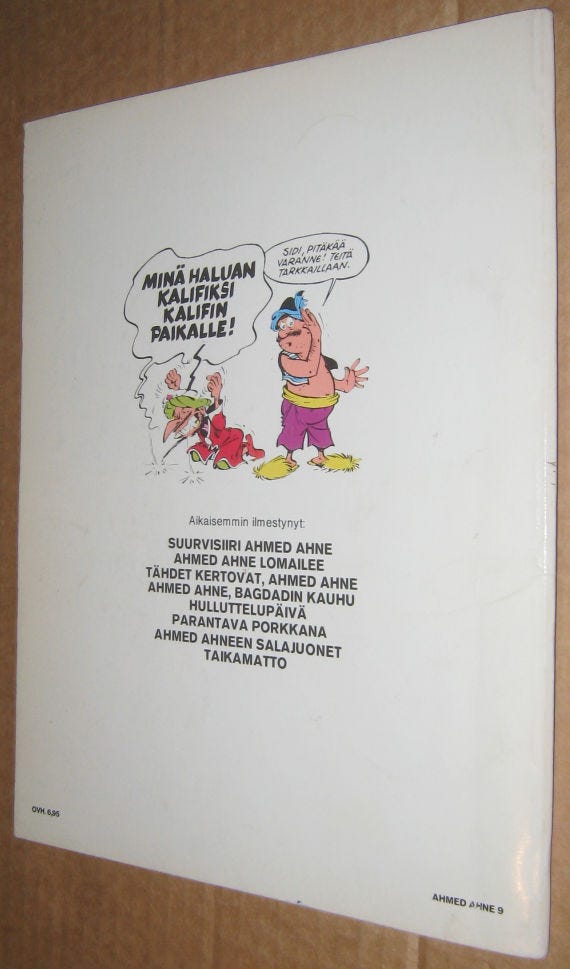 MINÄ HALUAN
KALIFIKSI
KALIFIN
PAIKALLE!
SIDI, PITÄKÄÄ
VARANNE! TEITÄ
TARKKAILLAAN.
Aikaisemmin ilmestynyt:
SUURVISIIRI AHMED AHNE
AHMED AHNE LOMAILEE
TÄHDET KERTOVAT, AHMED AHNE
AHMED AHNE, BAGDADIN KAUHU
HULLUTTELUPÄIVÄ
PARANTAVA PORKKANA
AHMED AHNEEN SALAJUONET
TAIKAMATTO
OVH. 6,95
AHMED AHNE 9